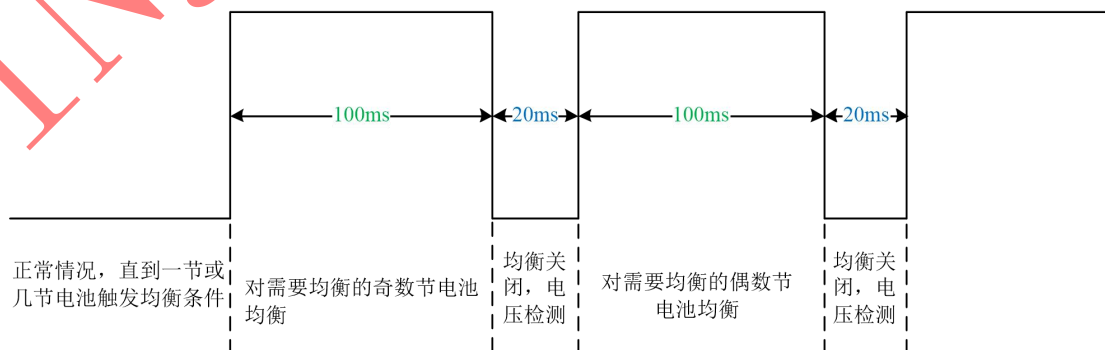 100ms
20ms
100ms
20ms
正常情况，直到一节或
几节电池触发均衡条件
对需要均衡的奇数节电池
均衡
均衡关
闭，电
压检测
对需要均衡的偶数节
电池均衡
均衡关
闭，电
压检测